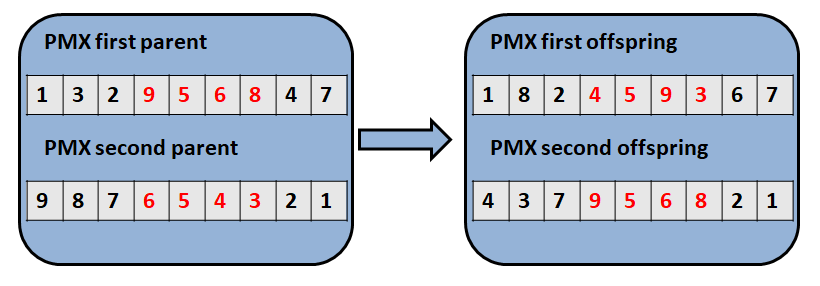 PMX first parent
1 3 2 9 5 6 8 4 7
PMX second parent
9 8 7 6 5 4 3 2 1
PMX first offspring
1 8 2 4 5 9 3 6 7
PMX second offspring
4 3 7 9 5 6 8 2 1